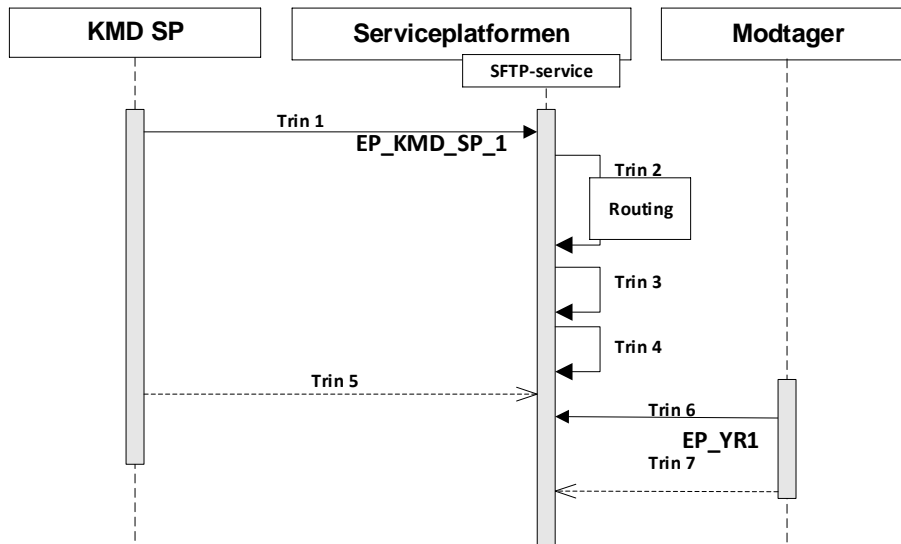 KMD SP
Serviceplatformen
Modtager
SFTP-service
Trin 1
EP_KMD_SP_1
Trin 2
Routing
Trin 3
Trin 4
Trin 5
Trin 6
EP_YR1
Trin 7